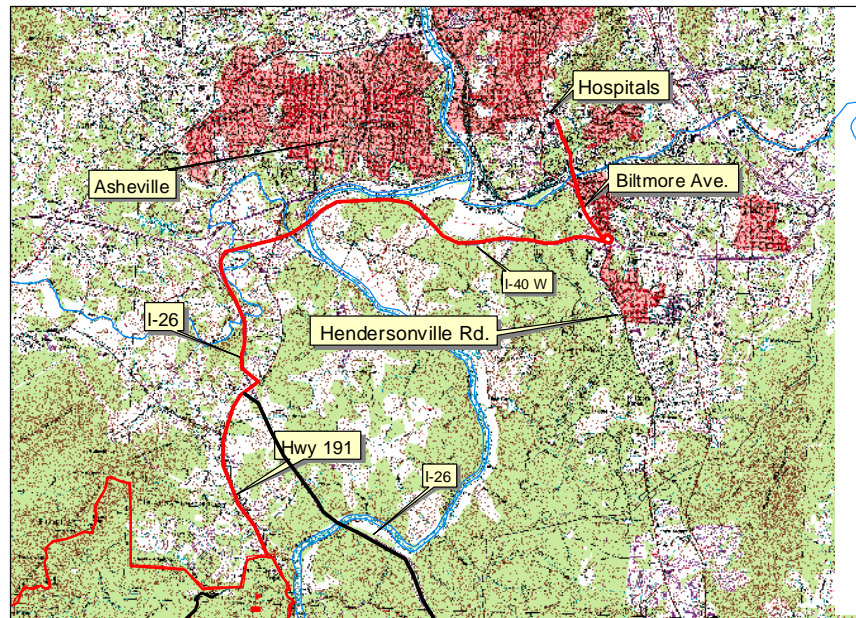 Hospitals
Asheville
Biltmore Ave.
I-40 W
I-26
Hendersonville Rd.
Hwy 191
I-26